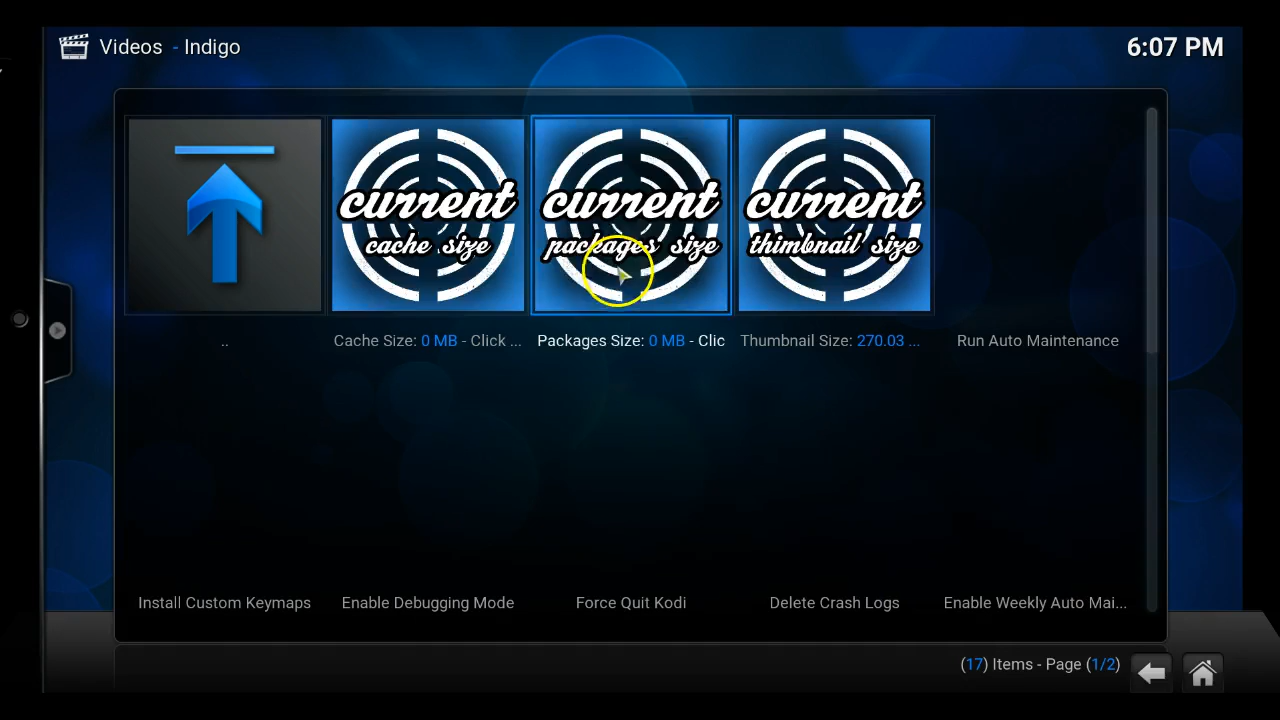 Videos - Indigo
6:07 PM
current
cache size
current
packages size
current
thimbnail size
..
Cache Size: 0 MB - Click ...
Packages Size: 0 MB - Clic
Thumbnail Size: 270.03 ...
Run Auto Maintenance
Install Custom Keymaps
Enable Debugging Mode
Force Quit Kodi
Delete Crash Logs
Enable Weekly Auto Mai...
(17) Items - Page (1/2)